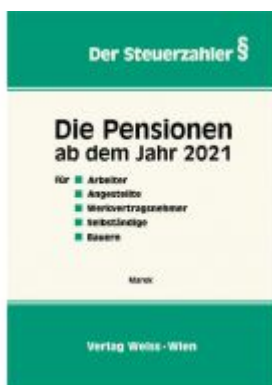 Der Steuerzahler §
Die Pensionen
ab dem Jahr 2021
für ■ Arbeiter
■ Angestellte
■ Werkvertragsnehmer
■ Selbständige
■ Bauern
Marek
Verlag Weiss-Wien